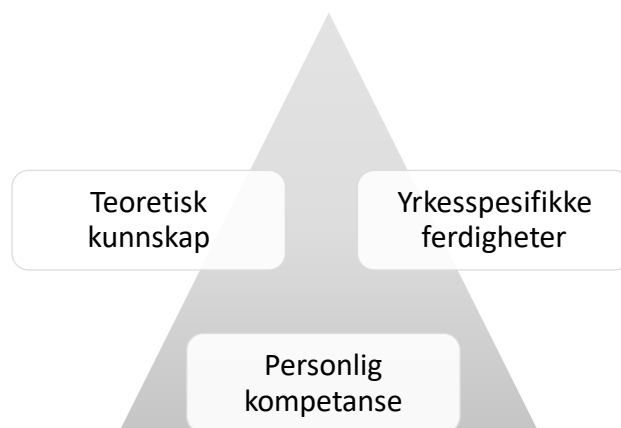 Teoretisk
kunnskap
Yrkesspesifikke
ferdigheter
Personlig
kompetanse